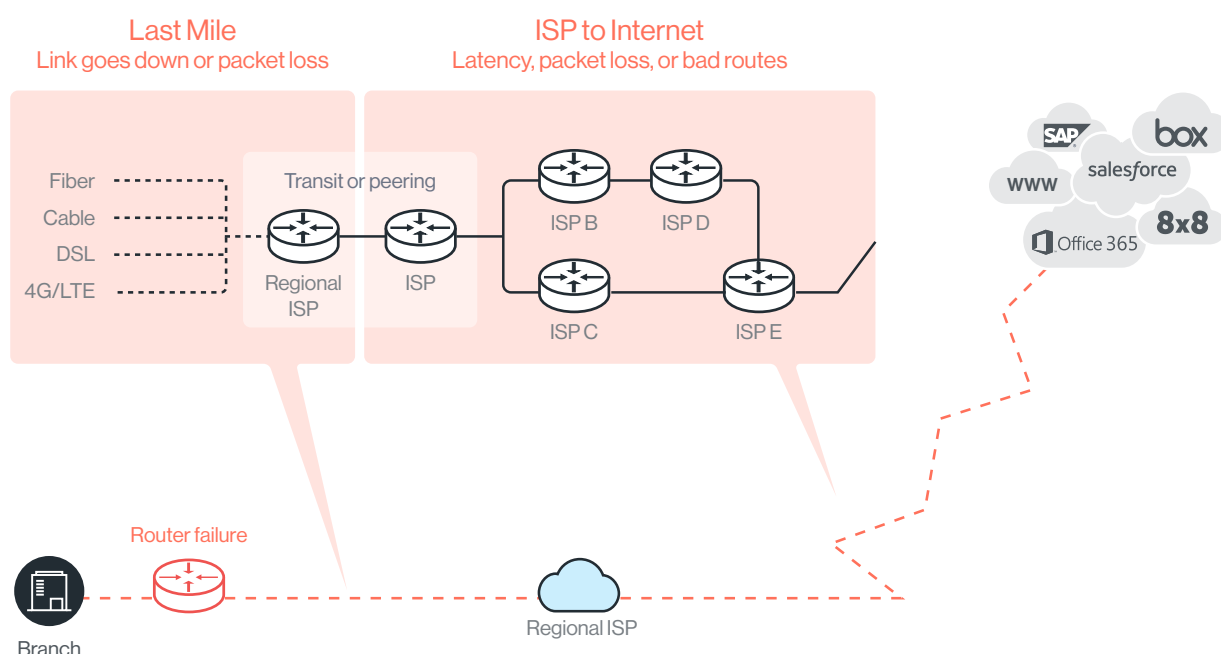 Last Mile
Link goes down or packet loss
ISP to Internet
Latency, packet loss, or bad routes
Fiber
Cable
DSL
4G/LTE
Transit or peering
Regional
ISP
ISP
ISP B
ISP D
ISP C
ISP E
SAP
box
www
salesforce
8x8
Office 365
Router failure
Branch
Regional ISP